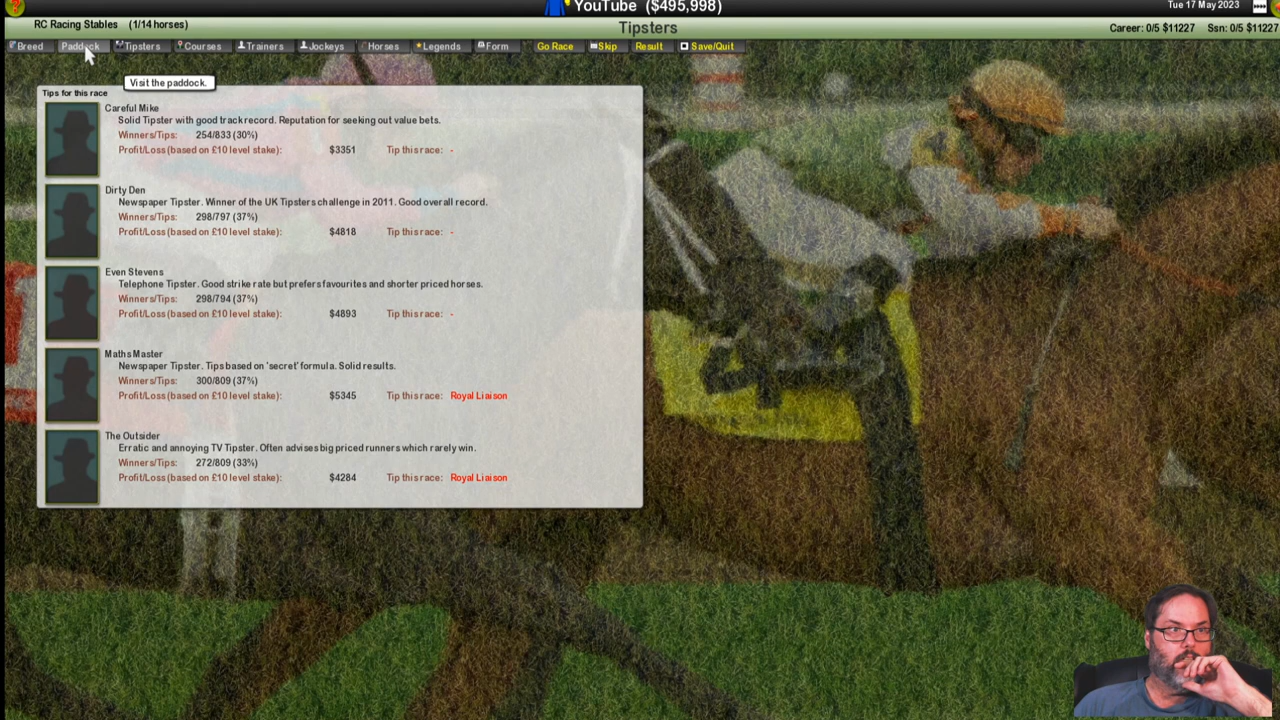 YouTube ($495,998)
Tue 17 May 2023
RC Racing Stables (1/14 horses)
Tipsters
Career: 0/5 $11227 Ssn: 0/5 $11227
Breed Paddock Tipsters Courses Trainers Jockeys Horses Legends Form Go Race Skip Result Save/Quit
Visit the paddock.
Tips for this race
Careful Mike
Solid Tipster with good track record. Reputation for seeking out value bets.
Winners/Tips: 254/833 (30%)
Profit/Loss (based on £10 level stake): $3351 Tip this race: -
Dirty Den
Newspaper Tipster. Winner of the UK Tipsters challenge in 2011. Good overall record.
Winners/Tips: 298/797 (37%)
Profit/Loss (based on £10 level stake): $4818 Tip this race: -
Even Stevens
Telephone Tipster. Good strike rate but prefers favourites and shorter priced horses.
Winners/Tips: 298/794 (37%)
Profit/Loss (based on £10 level stake): $4893 Tip this race: -
Maths Master
Newspaper Tipster. Tips based on 'secret' formula. Solid results.
Winners/Tips: 300/809 (37%)
Profit/Loss (based on £10 level stake): $5345 Tip this race: Royal Liaison
The Outsider
Erratic and annoying TV Tipster. Often advises big priced runners which rarely win.
Winners/Tips: 272/809 (33%)
Profit/Loss (based on £10 level stake): $4284 Tip this race: Royal Liaison
4